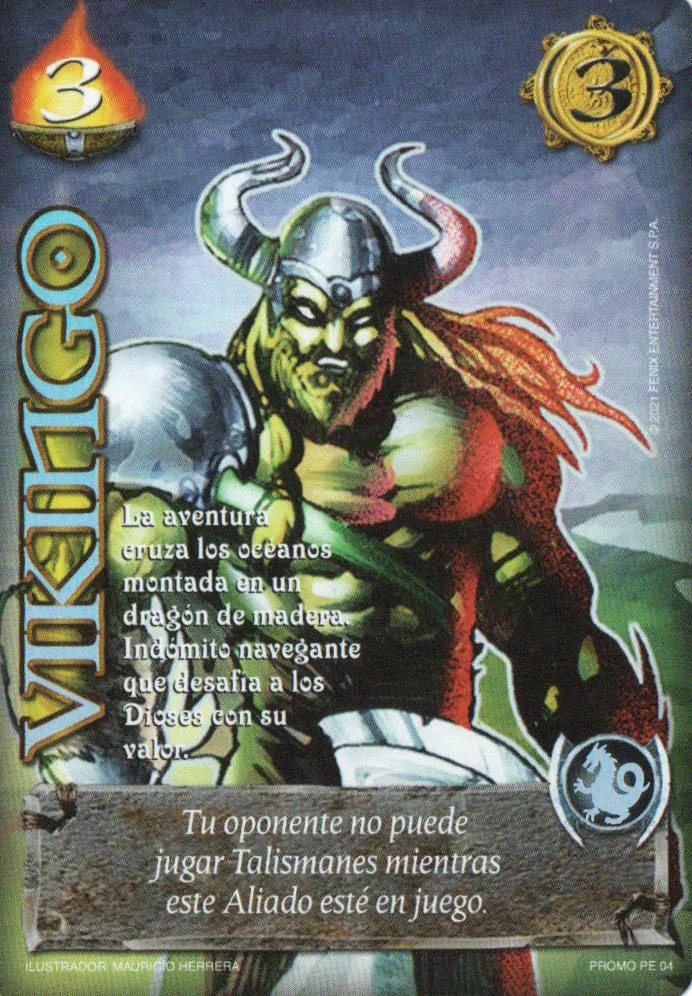 3
3
VIKINGO
© 2021 FENIX ENTERTAINMENT S.P.A.
La aventura
cruza los océanos
montada en un
dragón de madera.
Indómito navegante
que desafía a los
Dioses con su
valor.
Tu oponente no puede
jugar Talismanes mientras
este Aliado esté en juego.
ILUSTRADOR: MAURICIO HERRERA
PROMO PE 04